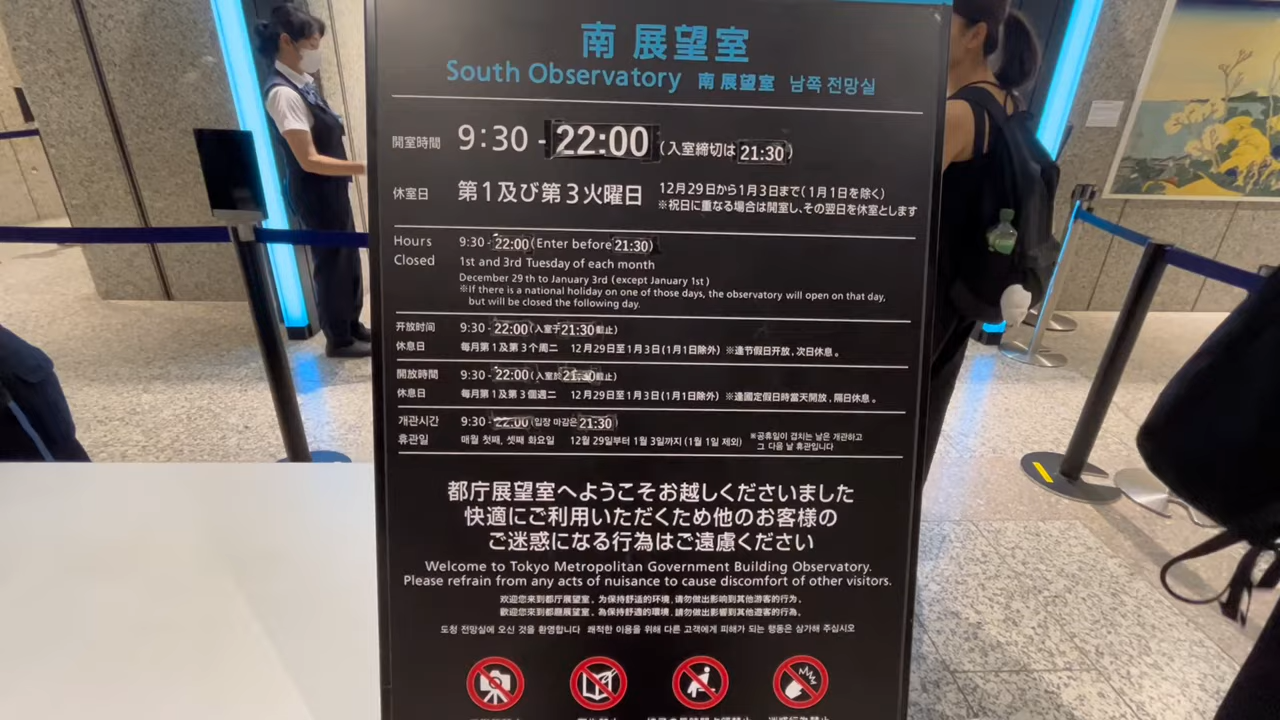 南 展望室
South Observatory 南 展望室 남쪽 전망실
開室時間 9:30 - 22:00 (入室締切は 21:30)
休室日 第1及び第3火曜日 12月29日から1月3日まで(1月1日を除く)
※祝日に重なる場合は開室し、その翌日を休室とします
Hours 9:30 - 22:00 (Enter before 21:30)
Closed 1st and 3rd Tuesday of each month
December 29 th to January 3rd (except January 1st)
※If there is a national holiday on one of those days, the observatory will open on that day,
but will be closed the following day.
开放时间 9:30 - 22:00 (入室于21:30截止)
休息日 每月第1及第3个周二 12月29日至1月3日(1月1日除外) ※逢节假日开放,次日休息。
開放時間 9:30 - 22:00 (入室於21:30截止)
休息日 每月第1及第3個週二 12月29日至1月3日(1月1日除外) ※逢國定假日時當天開放,隔日休息。
개관시간 9:30 - 22:00 (입장 마감은 21:30)
휴관일 매월 첫째, 셋째 화요일 12월 29일부터 1월 3일까지 (1월 1일 제외) ※공휴일이 겹치는 날은 개관하고
그 다음 날 휴관입니다
都庁展望室へようこそお越しくださいました
快適にご利用いただくため他のお客様の
ご迷惑になる行為はご遠慮ください
Welcome to Tokyo Metropolitan Government Building Observatory.
Please refrain from any acts of nuisance to cause discomfort of other visitors.
欢迎您来到都厅展望室。为保持舒适的环境,请勿做出影响到其他游客的行为。
歡迎您來到都廳展望室。為保持舒適的環境,請勿做出影響到其他遊客的行為。
도청 전망실에 오신 것을 환영합니다 쾌적한 이용을 위해 다른 고객에게 피해가 되는 행동은 삼가해 주십시오